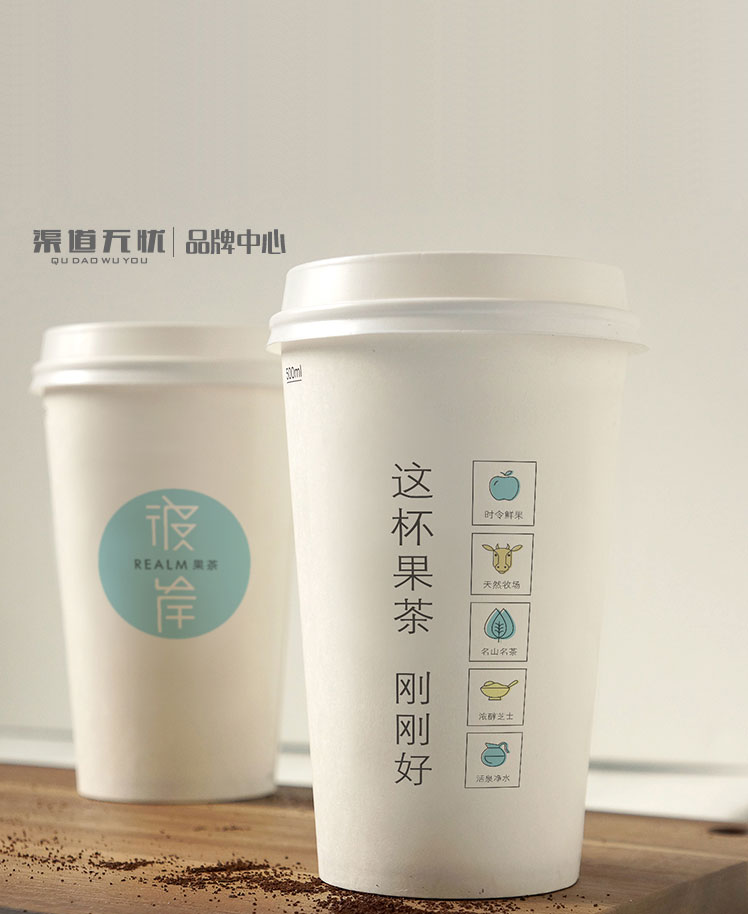 渠道无忧|品牌中心
QU DAO WU YOU
500ml
彼
REALM 果茶
岸
这杯果茶 刚刚好
时令鲜果
天然牧场
名山名茶
浓醇芝士
活泉净水